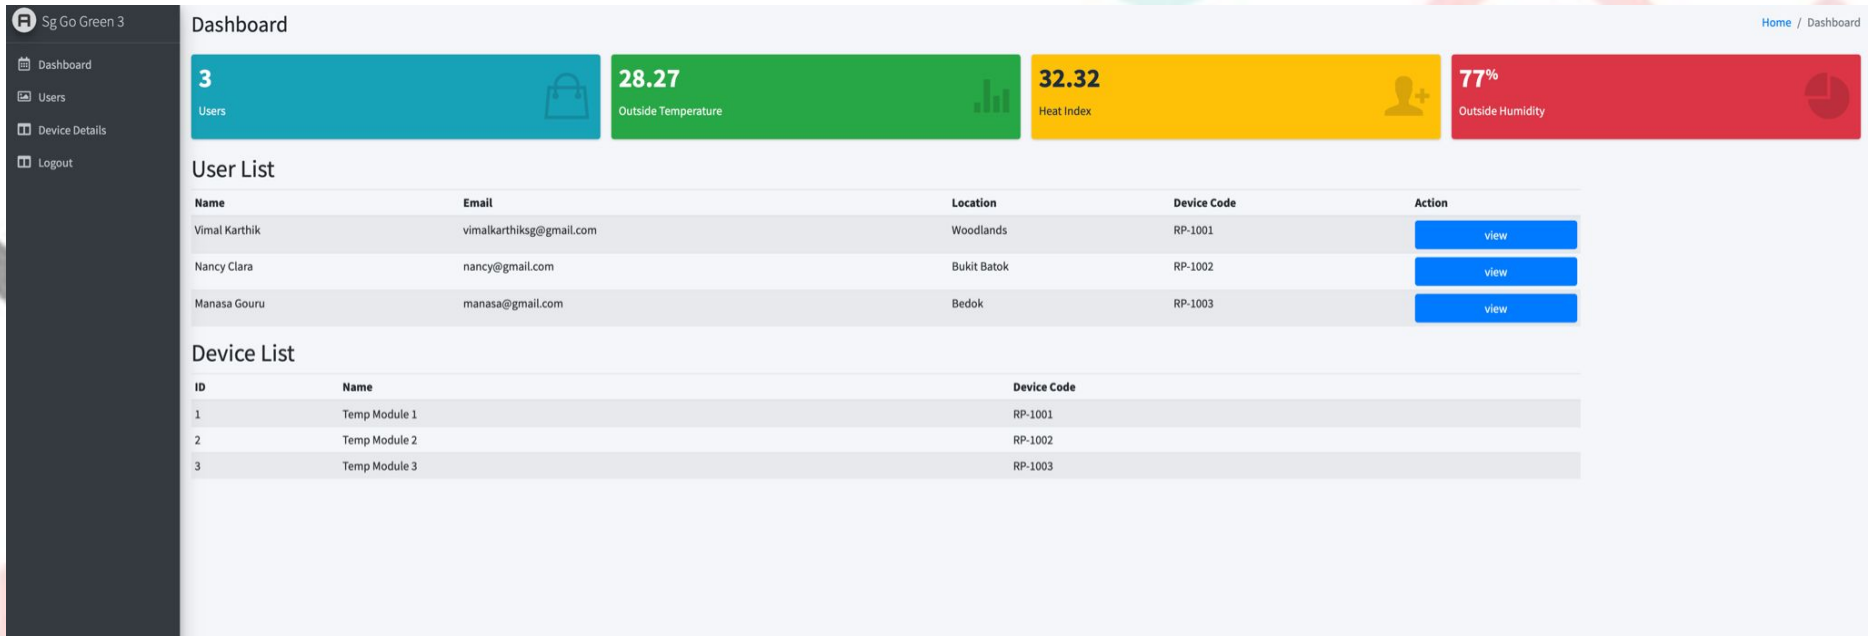 Sg Go Green 3
Dashboard
Users
Device Details
Logout
Dashboard
Home / Dashboard
3
Users
28.27
Outside Temperature
32.32
Heat Index
77%
Outside Humidity
User List
Name Email Location Device Code Action
Vimal Karthik vimalkarthiksg@gmail.com Woodlands RP-1001 view
Nancy Clara nancy@gmail.com Bukit Batok RP-1002 view
Manasa Gouru manasa@gmail.com Bedok RP-1003 view
Device List
ID Name Device Code
1 Temp Module 1 RP-1001
2 Temp Module 2 RP-1002
3 Temp Module 3 RP-1003